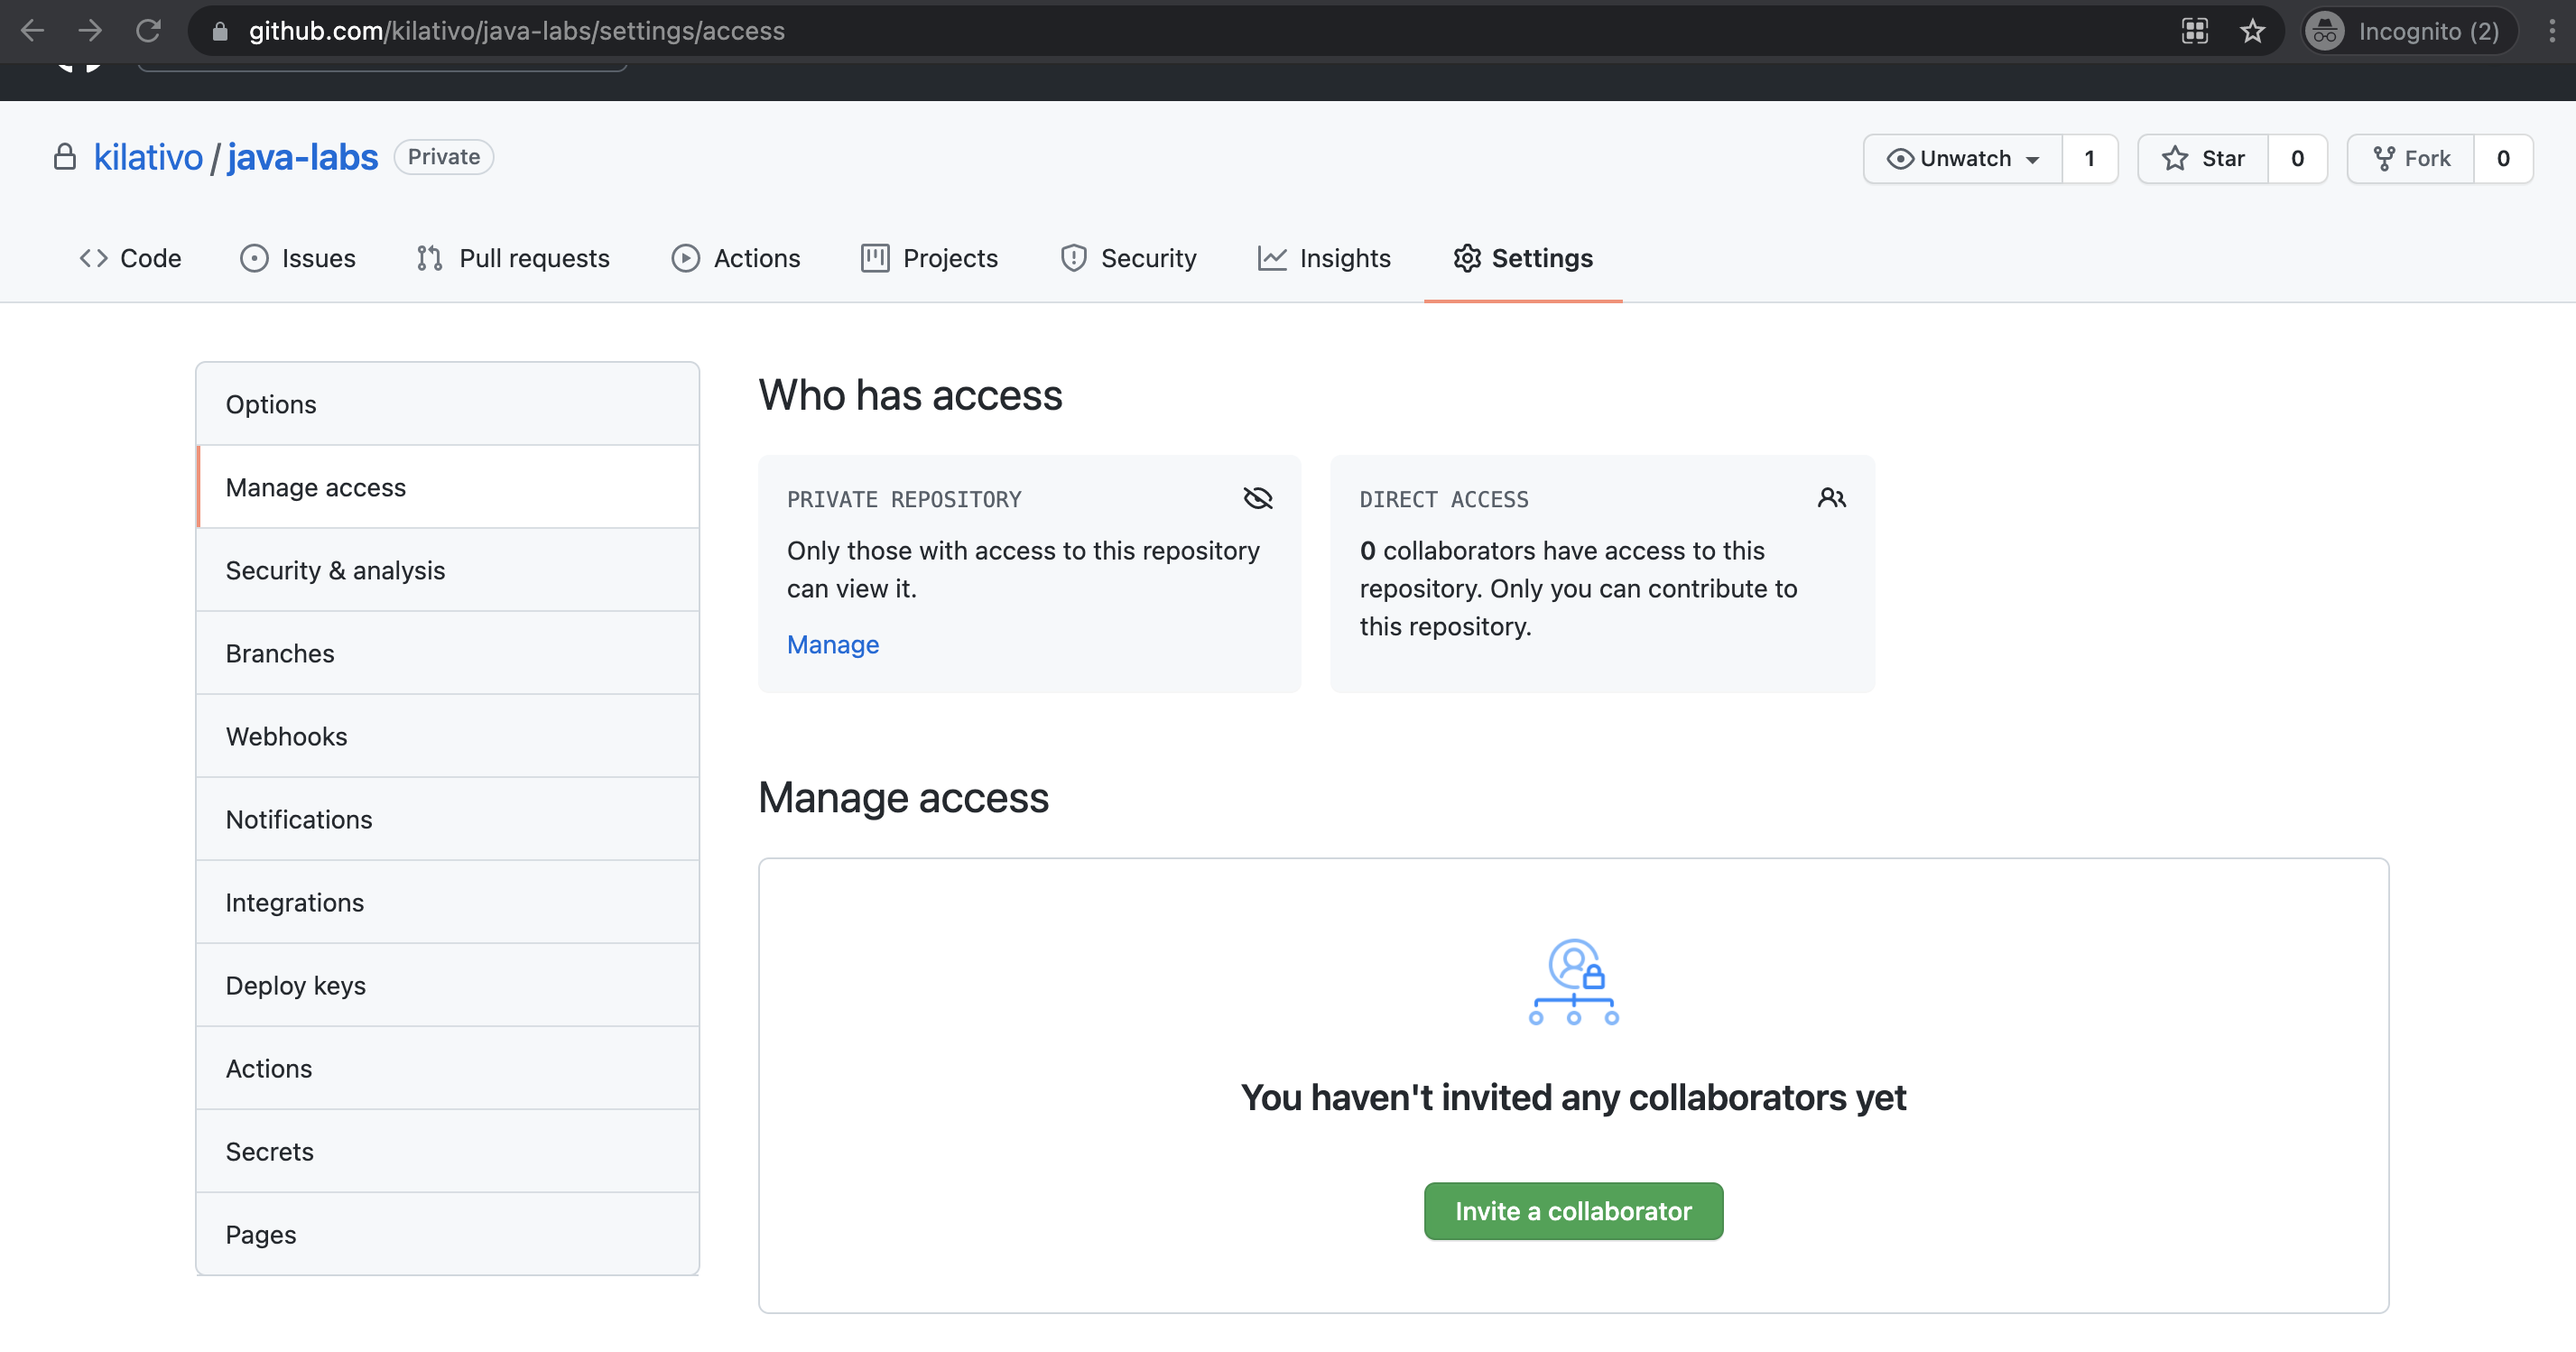 github.com/kilativo/java-labs/settings/access
Incognito (2)
kilativo / java-labs Private
Unwatch 1
Star 0
Fork 0
Code Issues Pull requests Actions Projects Security Insights Settings
Options
Manage access
Security & analysis
Branches
Webhooks
Notifications
Integrations
Deploy keys
Actions
Secrets
Pages
Who has access
PRIVATE REPOSITORY
Only those with access to this repository
can view it.
Manage
DIRECT ACCESS
0 collaborators have access to this
repository. Only you can contribute to
this repository.
Manage access
You haven't invited any collaborators yet
Invite a collaborator